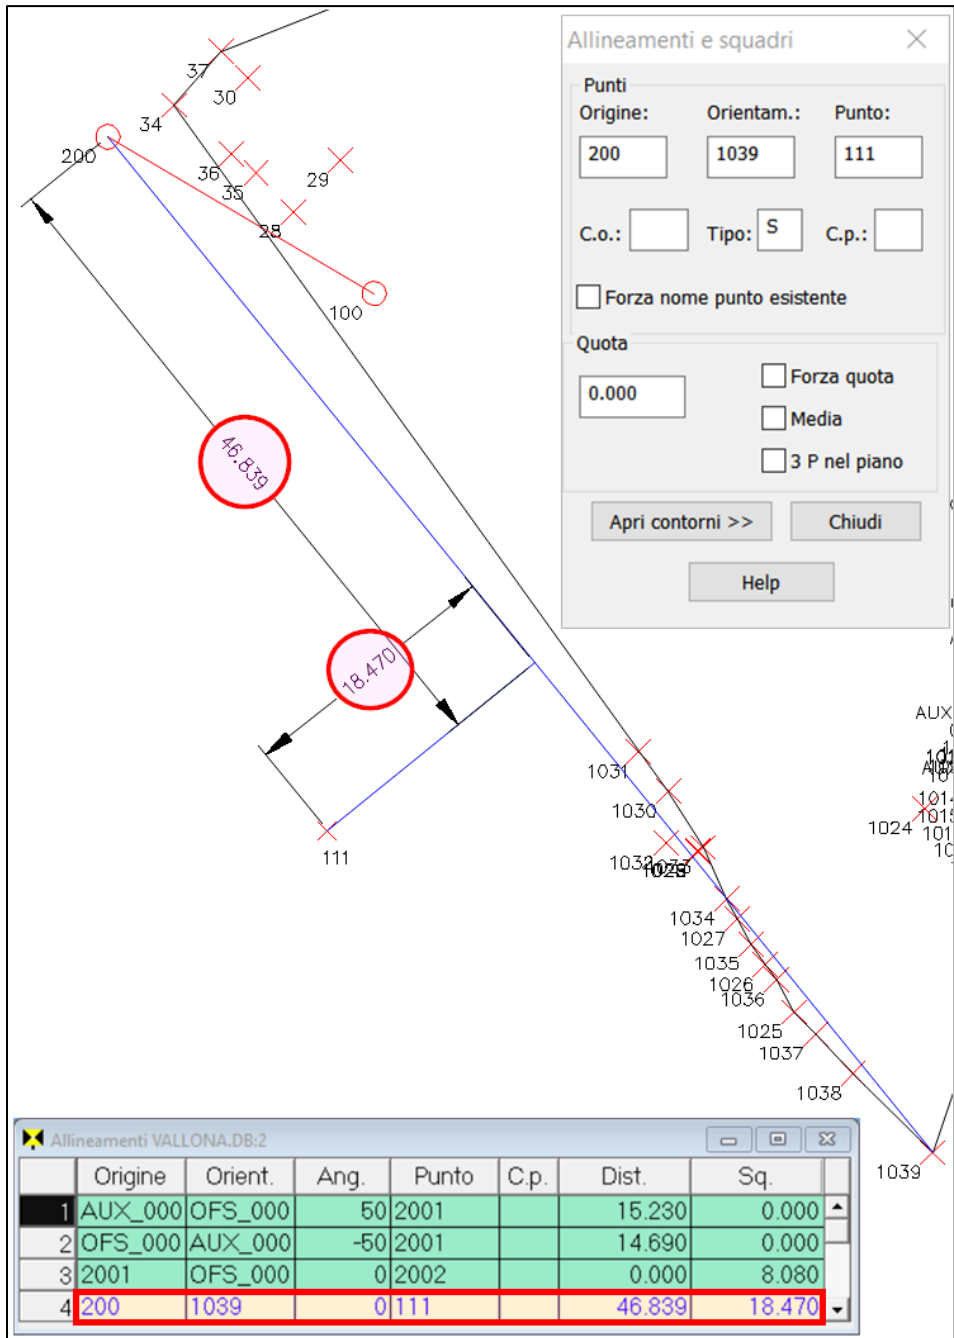 Allineamenti e squadri
Punti
Origine: Orientam.: Punto:
200 1039 111
C.o.: Tipo: S C.p.:
Forza nome punto esistente
Quota
0.000
Forza quota
Media
3 P nel piano
Apri contorni >> Chiudi
Help
37
30
34
200
36
35
29
28
100
46.839
18.470
111
1031
1030
1032
1034
1027
1035
1026
1036
1025
1037
1038
1039
AUX
1014
1015
1024
Allineamenti VALLONA.DB:2
Origine Orient. Ang. Punto C.p. Dist. Sq.
1 AUX_000 OFS_000 50 2001 15.230 0.000
2 OFS_000 AUX_000 -50 2001 14.690 0.000
3 2001 OFS_000 0 2002 0.000 8.080
4 200 1039 0 111 46.839 18.470